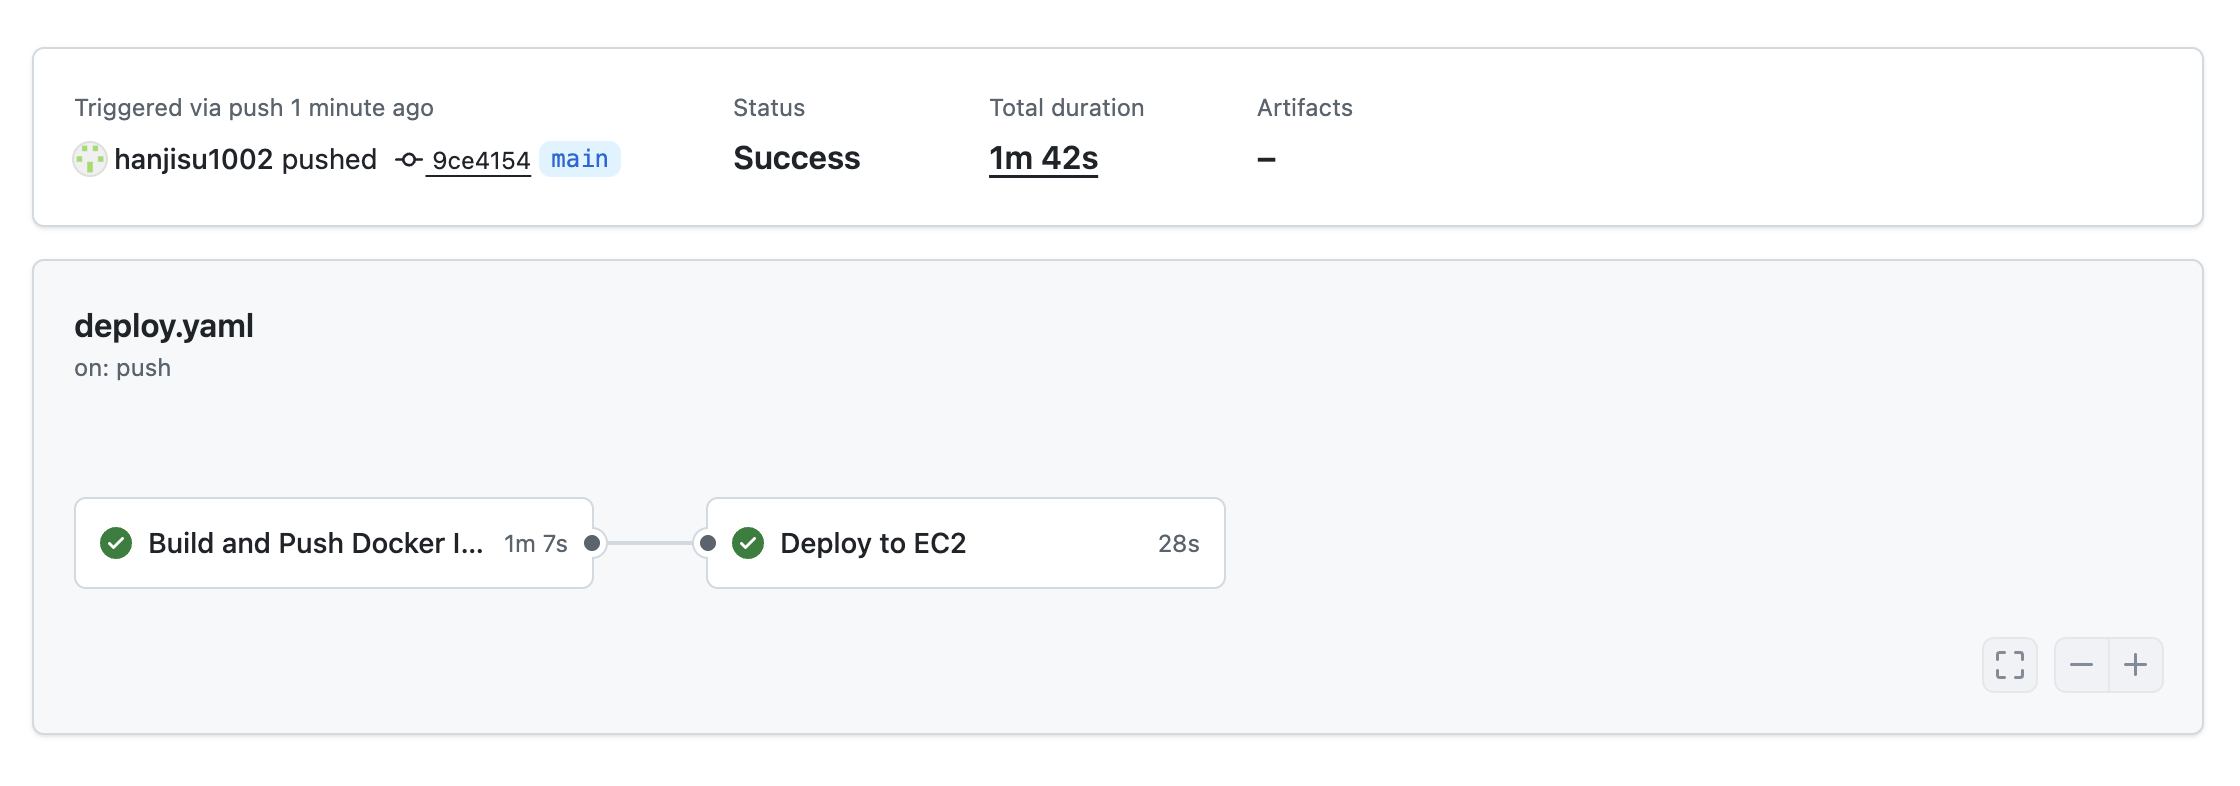 Triggered via push 1 minute ago
hanjisu1002 pushed 9ce4154 main
Status
Success
Total duration
1m 42s
Artifacts
–
deploy.yaml
on: push
Build and Push Docker I... 1m 7s
Deploy to EC2 28s